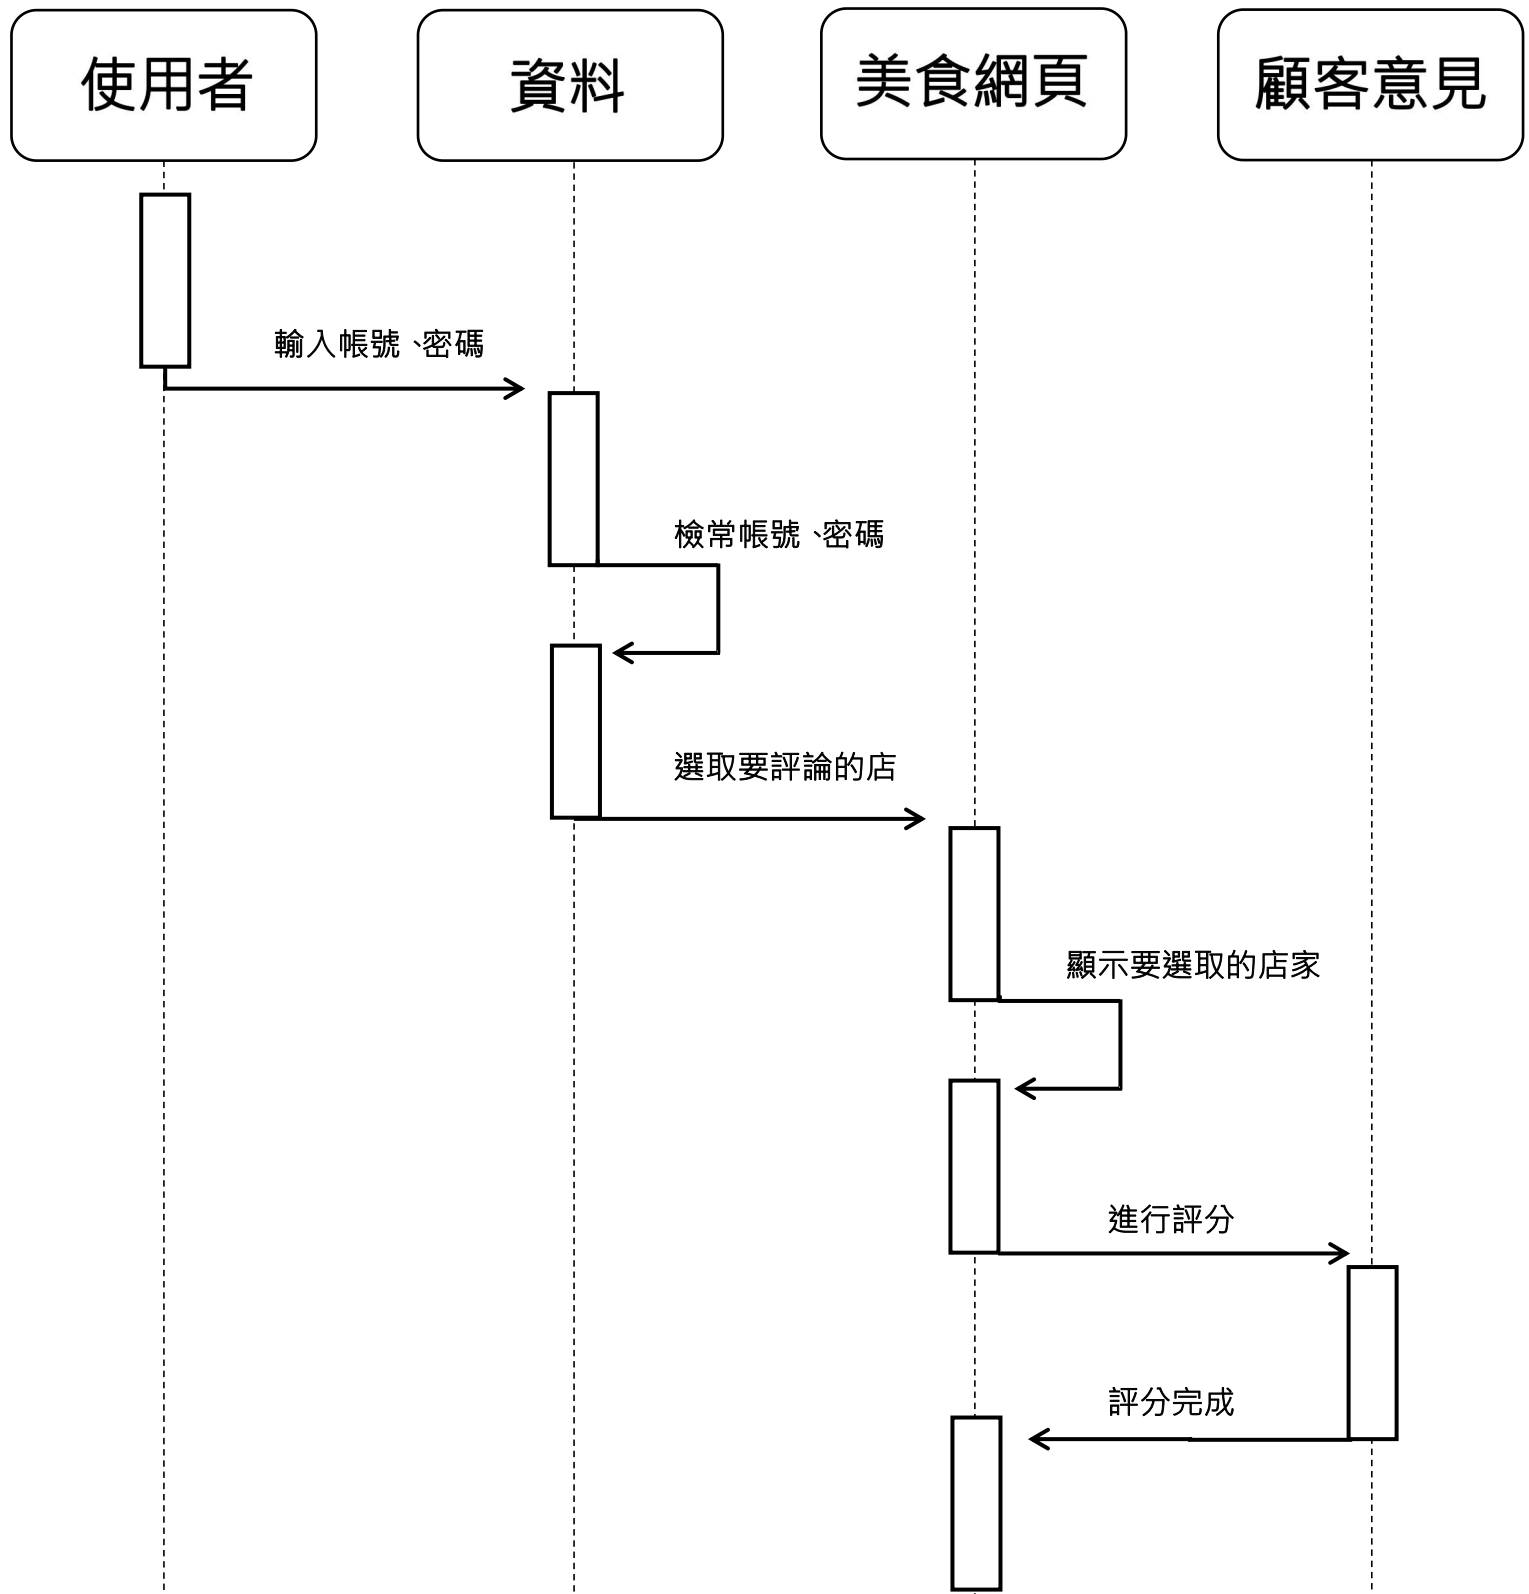 使用者
資料
美食網頁
顧客意見
輸入帳號、密碼
檢常帳號、密碼
選取要評論的店
顯示要選取的店家
進行評分
評分完成